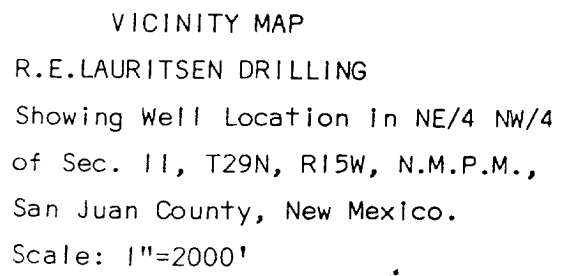 VICINITY MAP
R.E.LAURITSEN DRILLING
Showing Well Location in NE/4 NW/4
of Sec. 11, T29N, R15W, N.M.P.M.,
San Juan County, New Mexico.
Scale: 1"=2000'